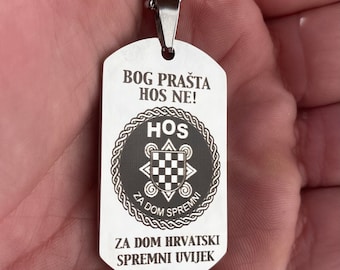 BOG PRAŠTA
HOS NE!
HOS
ZA DOM SPREMNI
ZA DOM HRVATSKI
SPREMNI UVIJEK